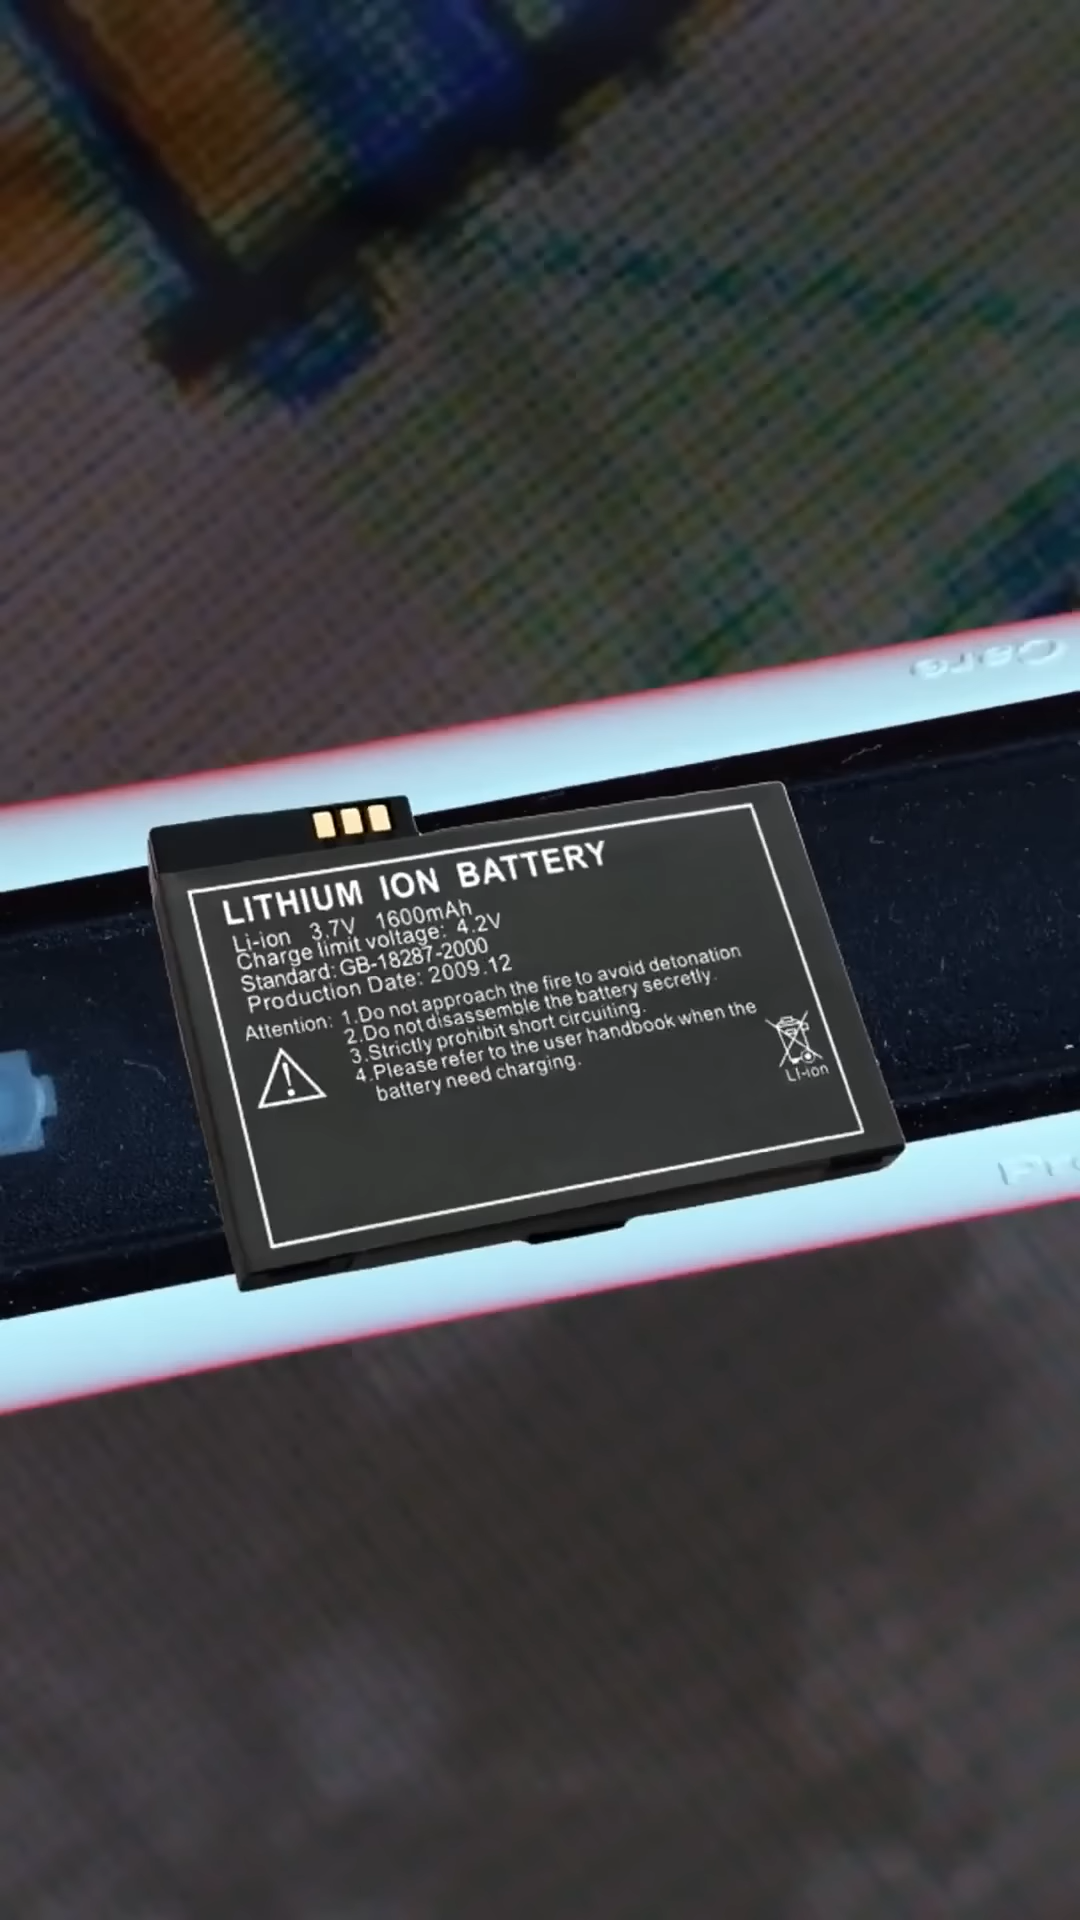 LITHIUM ION BATTERY
Li-ion 3.7V 1600mAh
Charge limit voltage: 4.2V
Standard: GB-18287-2000
Production Date: 2009.12
Attention: 1.Do not approach the fire to avoid detonation
2.Do not disassemble the battery secretly.
3.Strictly prohibit short circuiting.
4.Please refer to the user handbook when the
battery need charging.
Li-ion